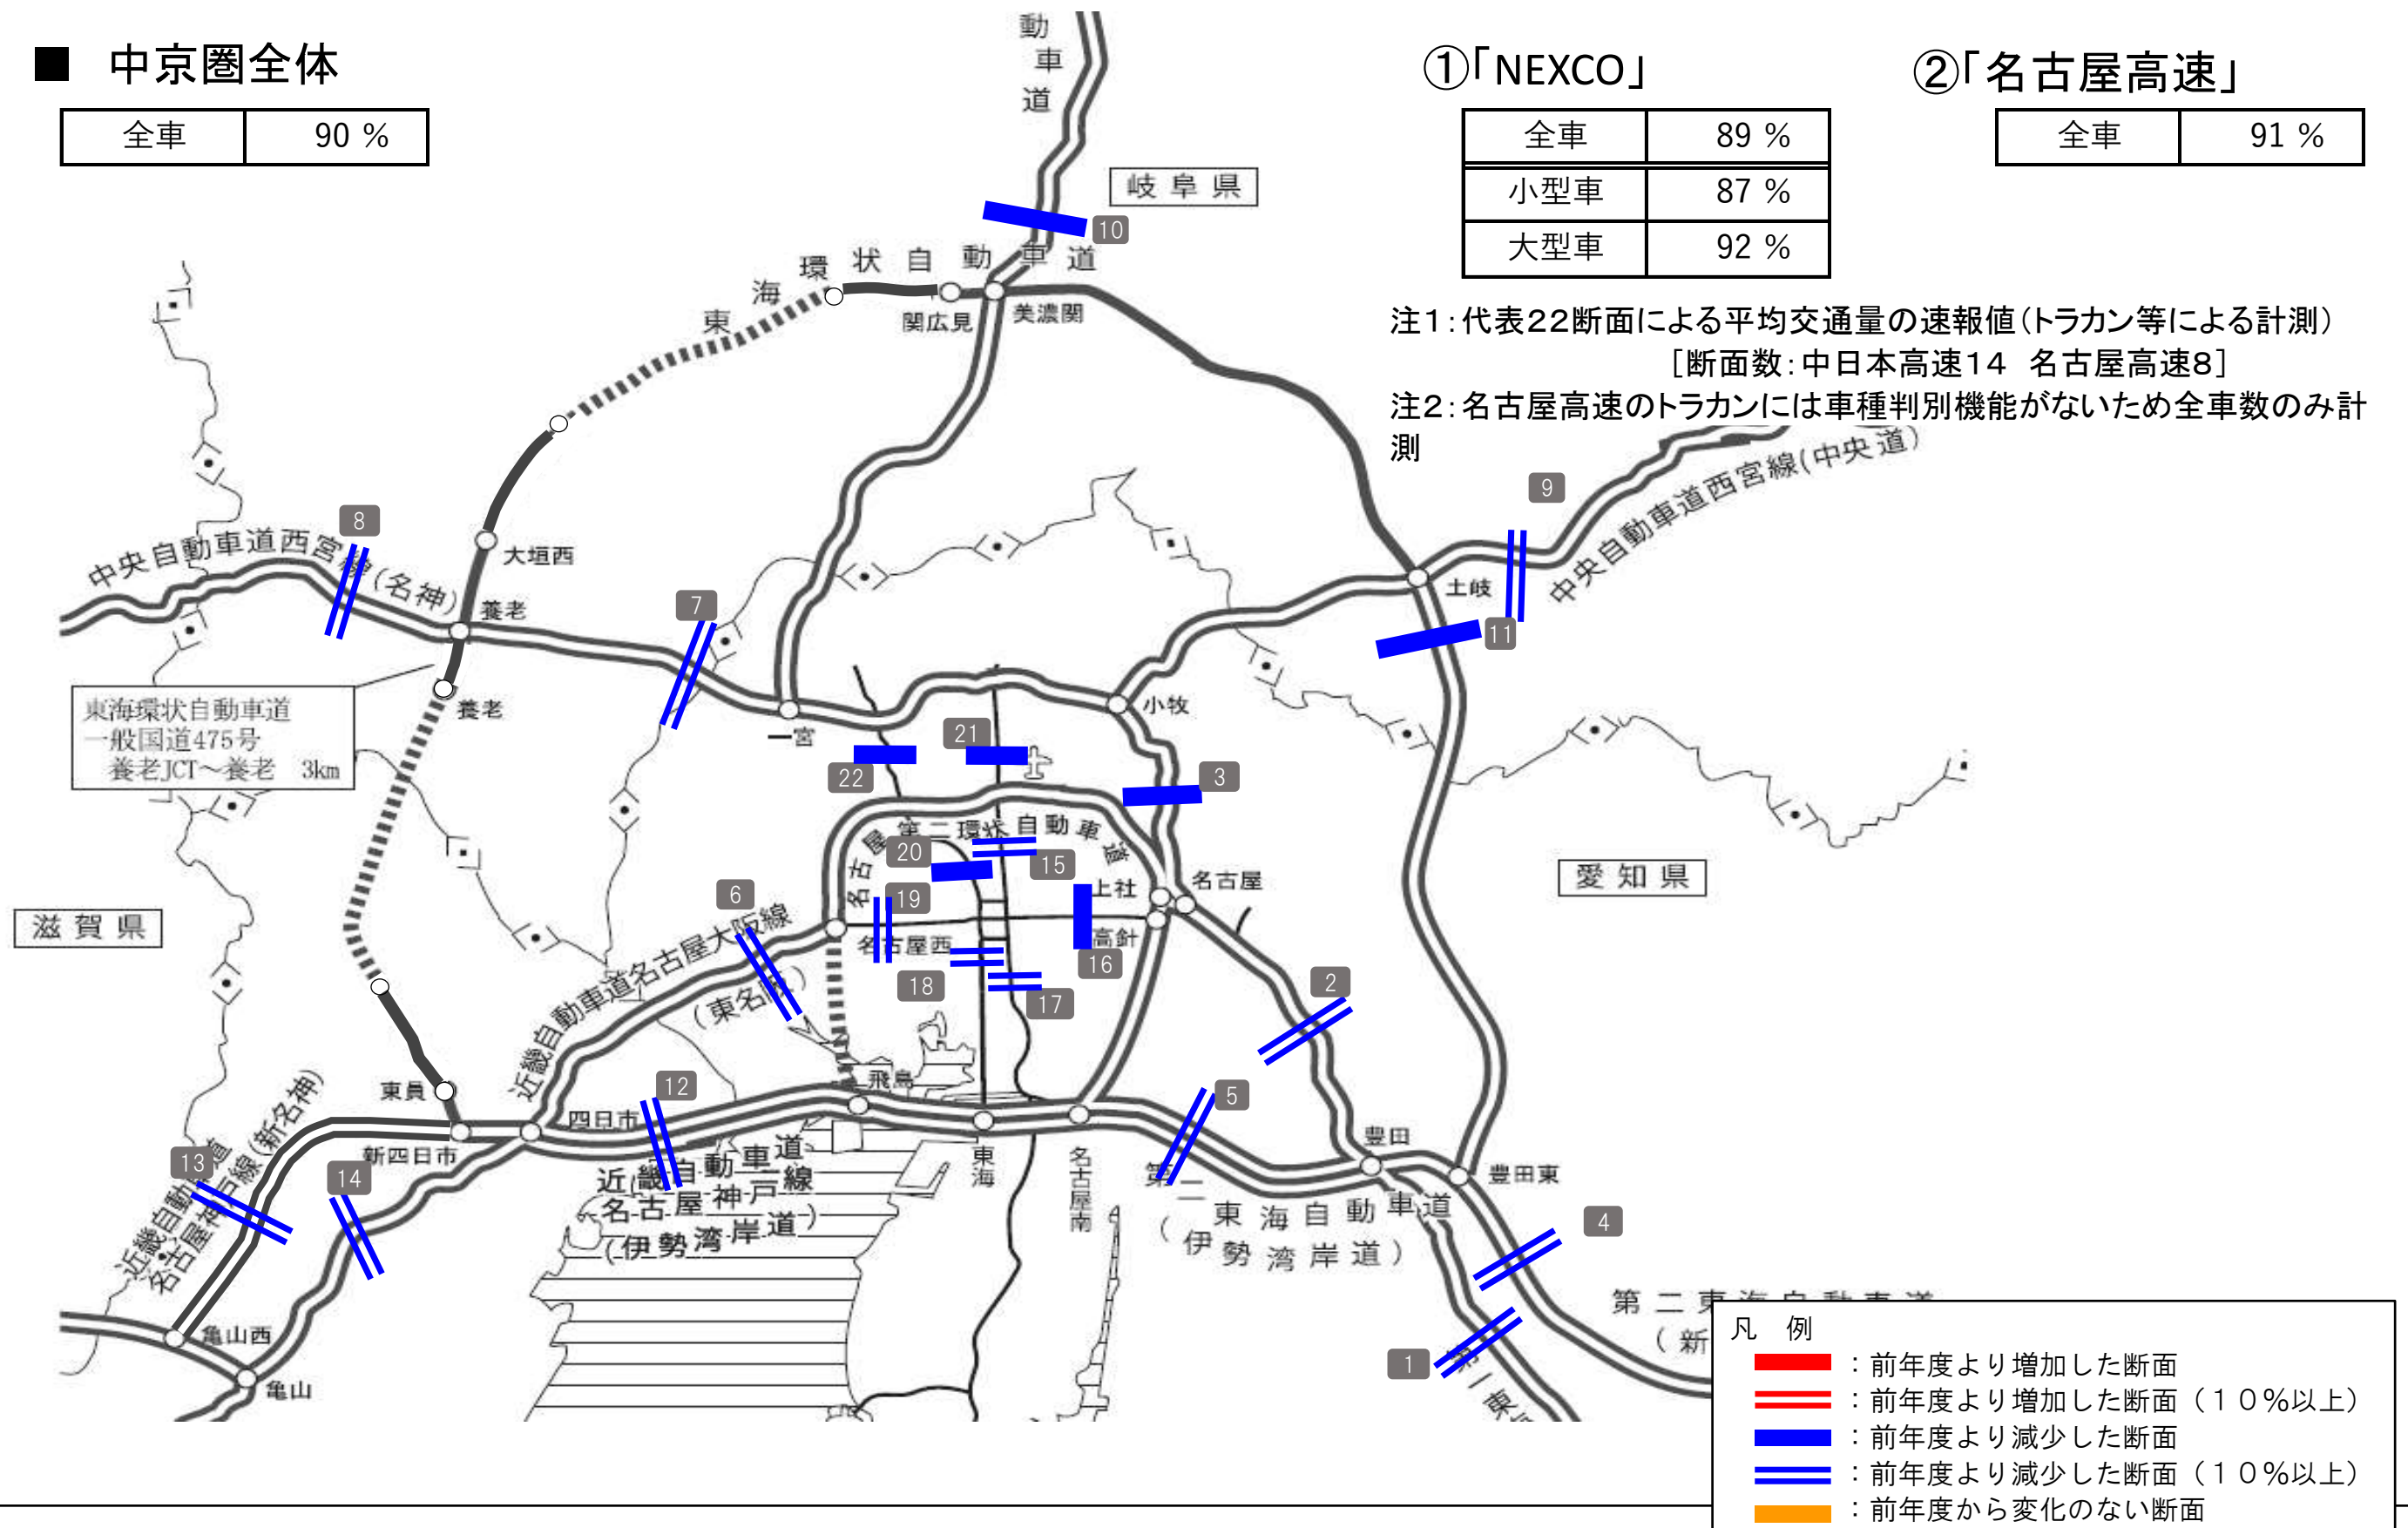 ■ 中京圏全体
全車 90 %
①「NEXCO」
全車 89 %
小型車 87 %
大型車 92 %
②「名古屋高速」
全車 91 %
注1:代表22断面による平均交通量の速報値(トラカン等による計測)
[断面数:中日本高速14 名古屋高速8]
注2:名古屋高速のトラカンには車種判別機能がないため全車数のみ計
測
動車道
岐阜県
10
東海環状自動車道
関広見
美濃関
9
中央自動車道西宮線(中央道)
8
中央自動車道西宮線(名神)
大垣西
養老
7
土岐
11
養老
東海環状自動車道
一般国道475号
養老JCT～養老 3km
一宮
小牧
21
22
3
名古屋第二環状自動車道
20
15
上社
名古屋
愛知県
19
6
滋賀県
名古屋西
高針
16
18
17
2
近畿自動車道名古屋大阪線
(東名阪)
東員
12
飛島
5
四日市
新四日市
13
14
近畿自動車道
名古屋神戸線(新名神)
近畿自動車道
名古屋神戸線
(伊勢湾岸道)
東海
名古屋南
豊田
豊田東
第二東海自動車道
(伊勢湾岸道)
4
亀山西
亀山
1
第一東
第二東海自動車道
(新
凡 例
:前年度より増加した断面
:前年度より増加した断面(10%以上)
:前年度より減少した断面
:前年度より減少した断面(10%以上)
:前年度から変化のない断面